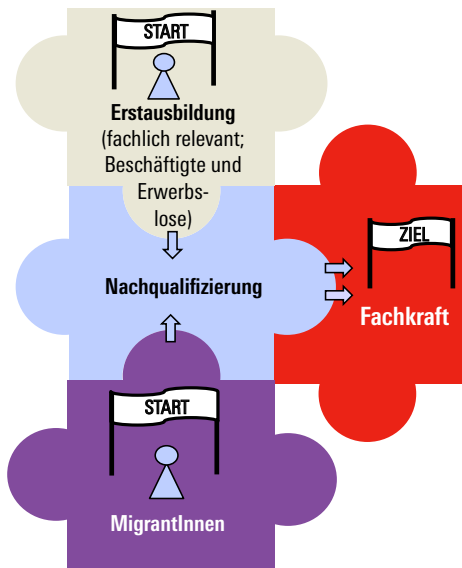 START
Erstausbildung
(fachlich relevant;
Beschäftigte und
Erwerbs-
lose)
ZIEL
Nachqualifizierung
Fachkraft
START
MigrantInnen